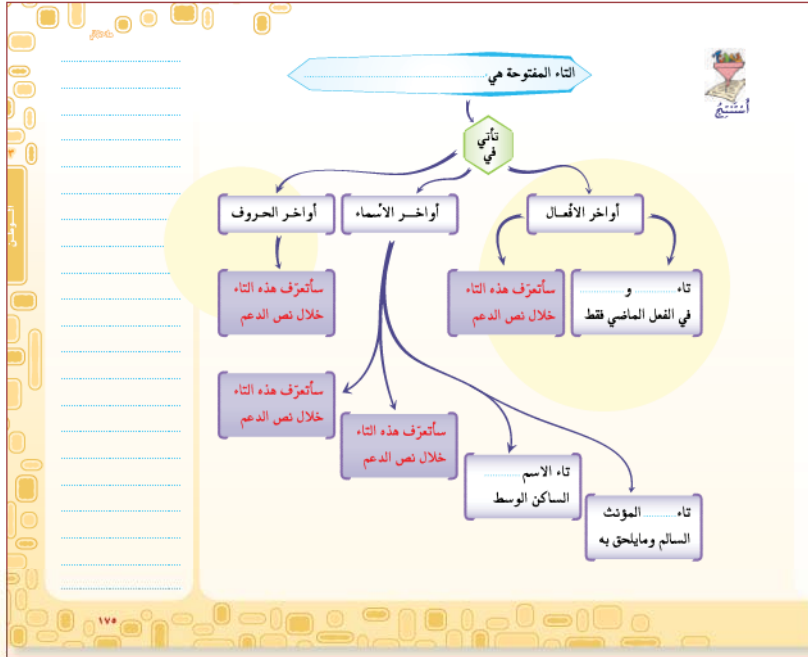 التاء المفتوحة هي
أَسْتَنْتِجُ
تأتي
في
أواخر الأفعال
أواخر الأسماء
أواخر الحروف
تاء ............ و ............
في الفعل الماضي فقط
سأتعرّف هذه التاء
خلال نص الدعم
سأتعرّف هذه التاء
خلال نص الدعم
سأتعرّف هذه التاء
خلال نص الدعم
سأتعرّف هذه التاء
خلال نص الدعم
تاء الاسم ............
الساكن الوسط
تاء ............ المؤنث
السالم ومايلحق به
٣
الوطن
١٧٥